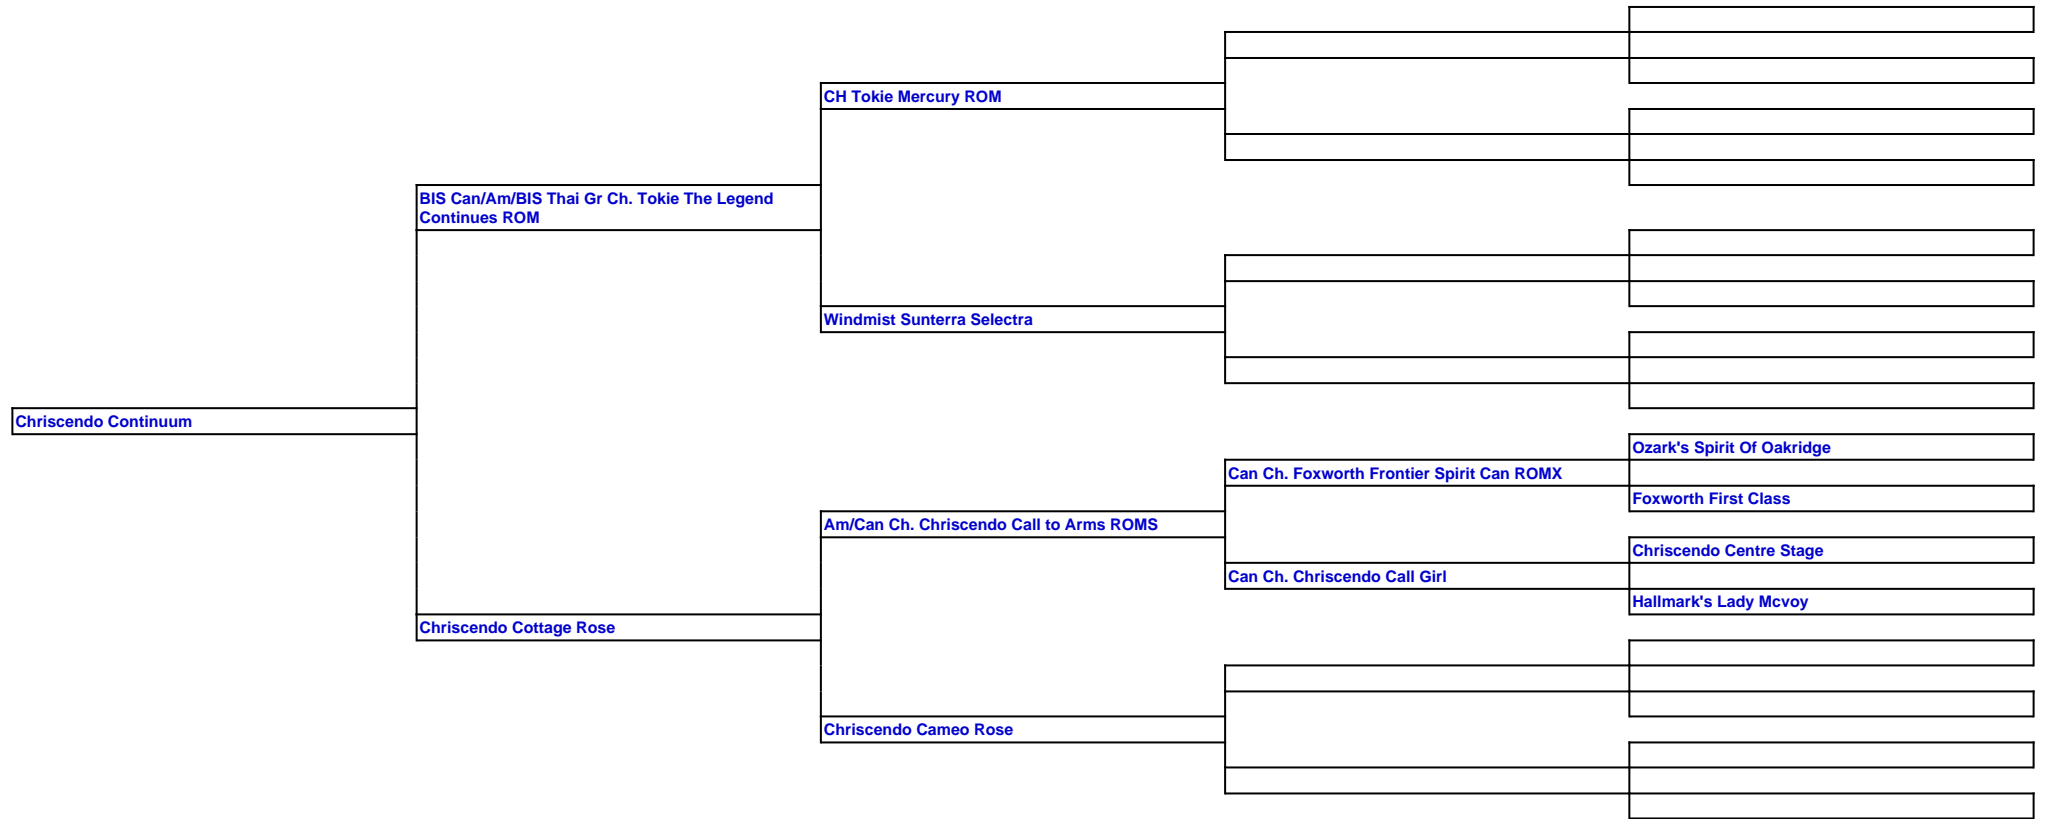 CH Tokie Mercury ROM
BIS Can/Am/BIS Thai Gr Ch. Tokie The Legend
Continues ROM
Windmist Sunterra Selectra
Chriscendo Continuum
Ozark's Spirit Of Oakridge
Can Ch. Foxworth Frontier Spirit Can ROMX
Foxworth First Class
Am/Can Ch. Chriscendo Call to Arms ROMS
Chriscendo Centre Stage
Can Ch. Chriscendo Call Girl
Hallmark's Lady Mcvoy
Chriscendo Cottage Rose
Chriscendo Cameo Rose